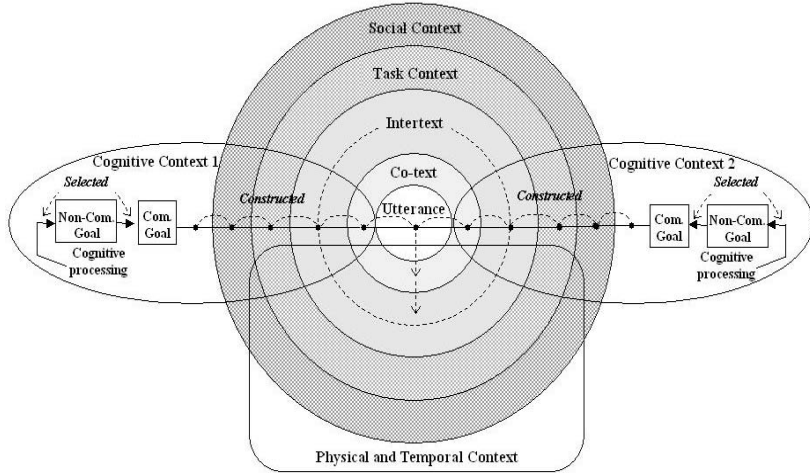 Social Context
Task Context
Intertext
Cognitive Context 1
Cognitive Context 2
Co-text
Selected
Selected
Constructed
Constructed
Utterance
Non-Com.
Goal
Com.
Goal
Com.
Goal
Non-Com.
Goal
Cognitive
processing
Cognitive
processing
Physical and Temporal Context